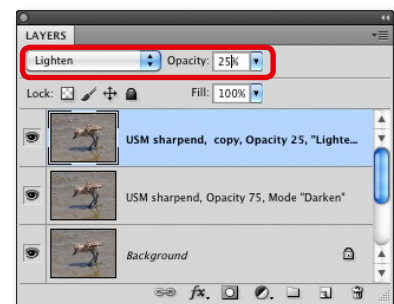 LAYERS
Lighten Opacity: 25%
Lock: Fill: 100%
USM sharpend, copy, Opacity 25, "Lighte...
USM sharpend, Opacity 75, Mode "Darken"
Background
fx.